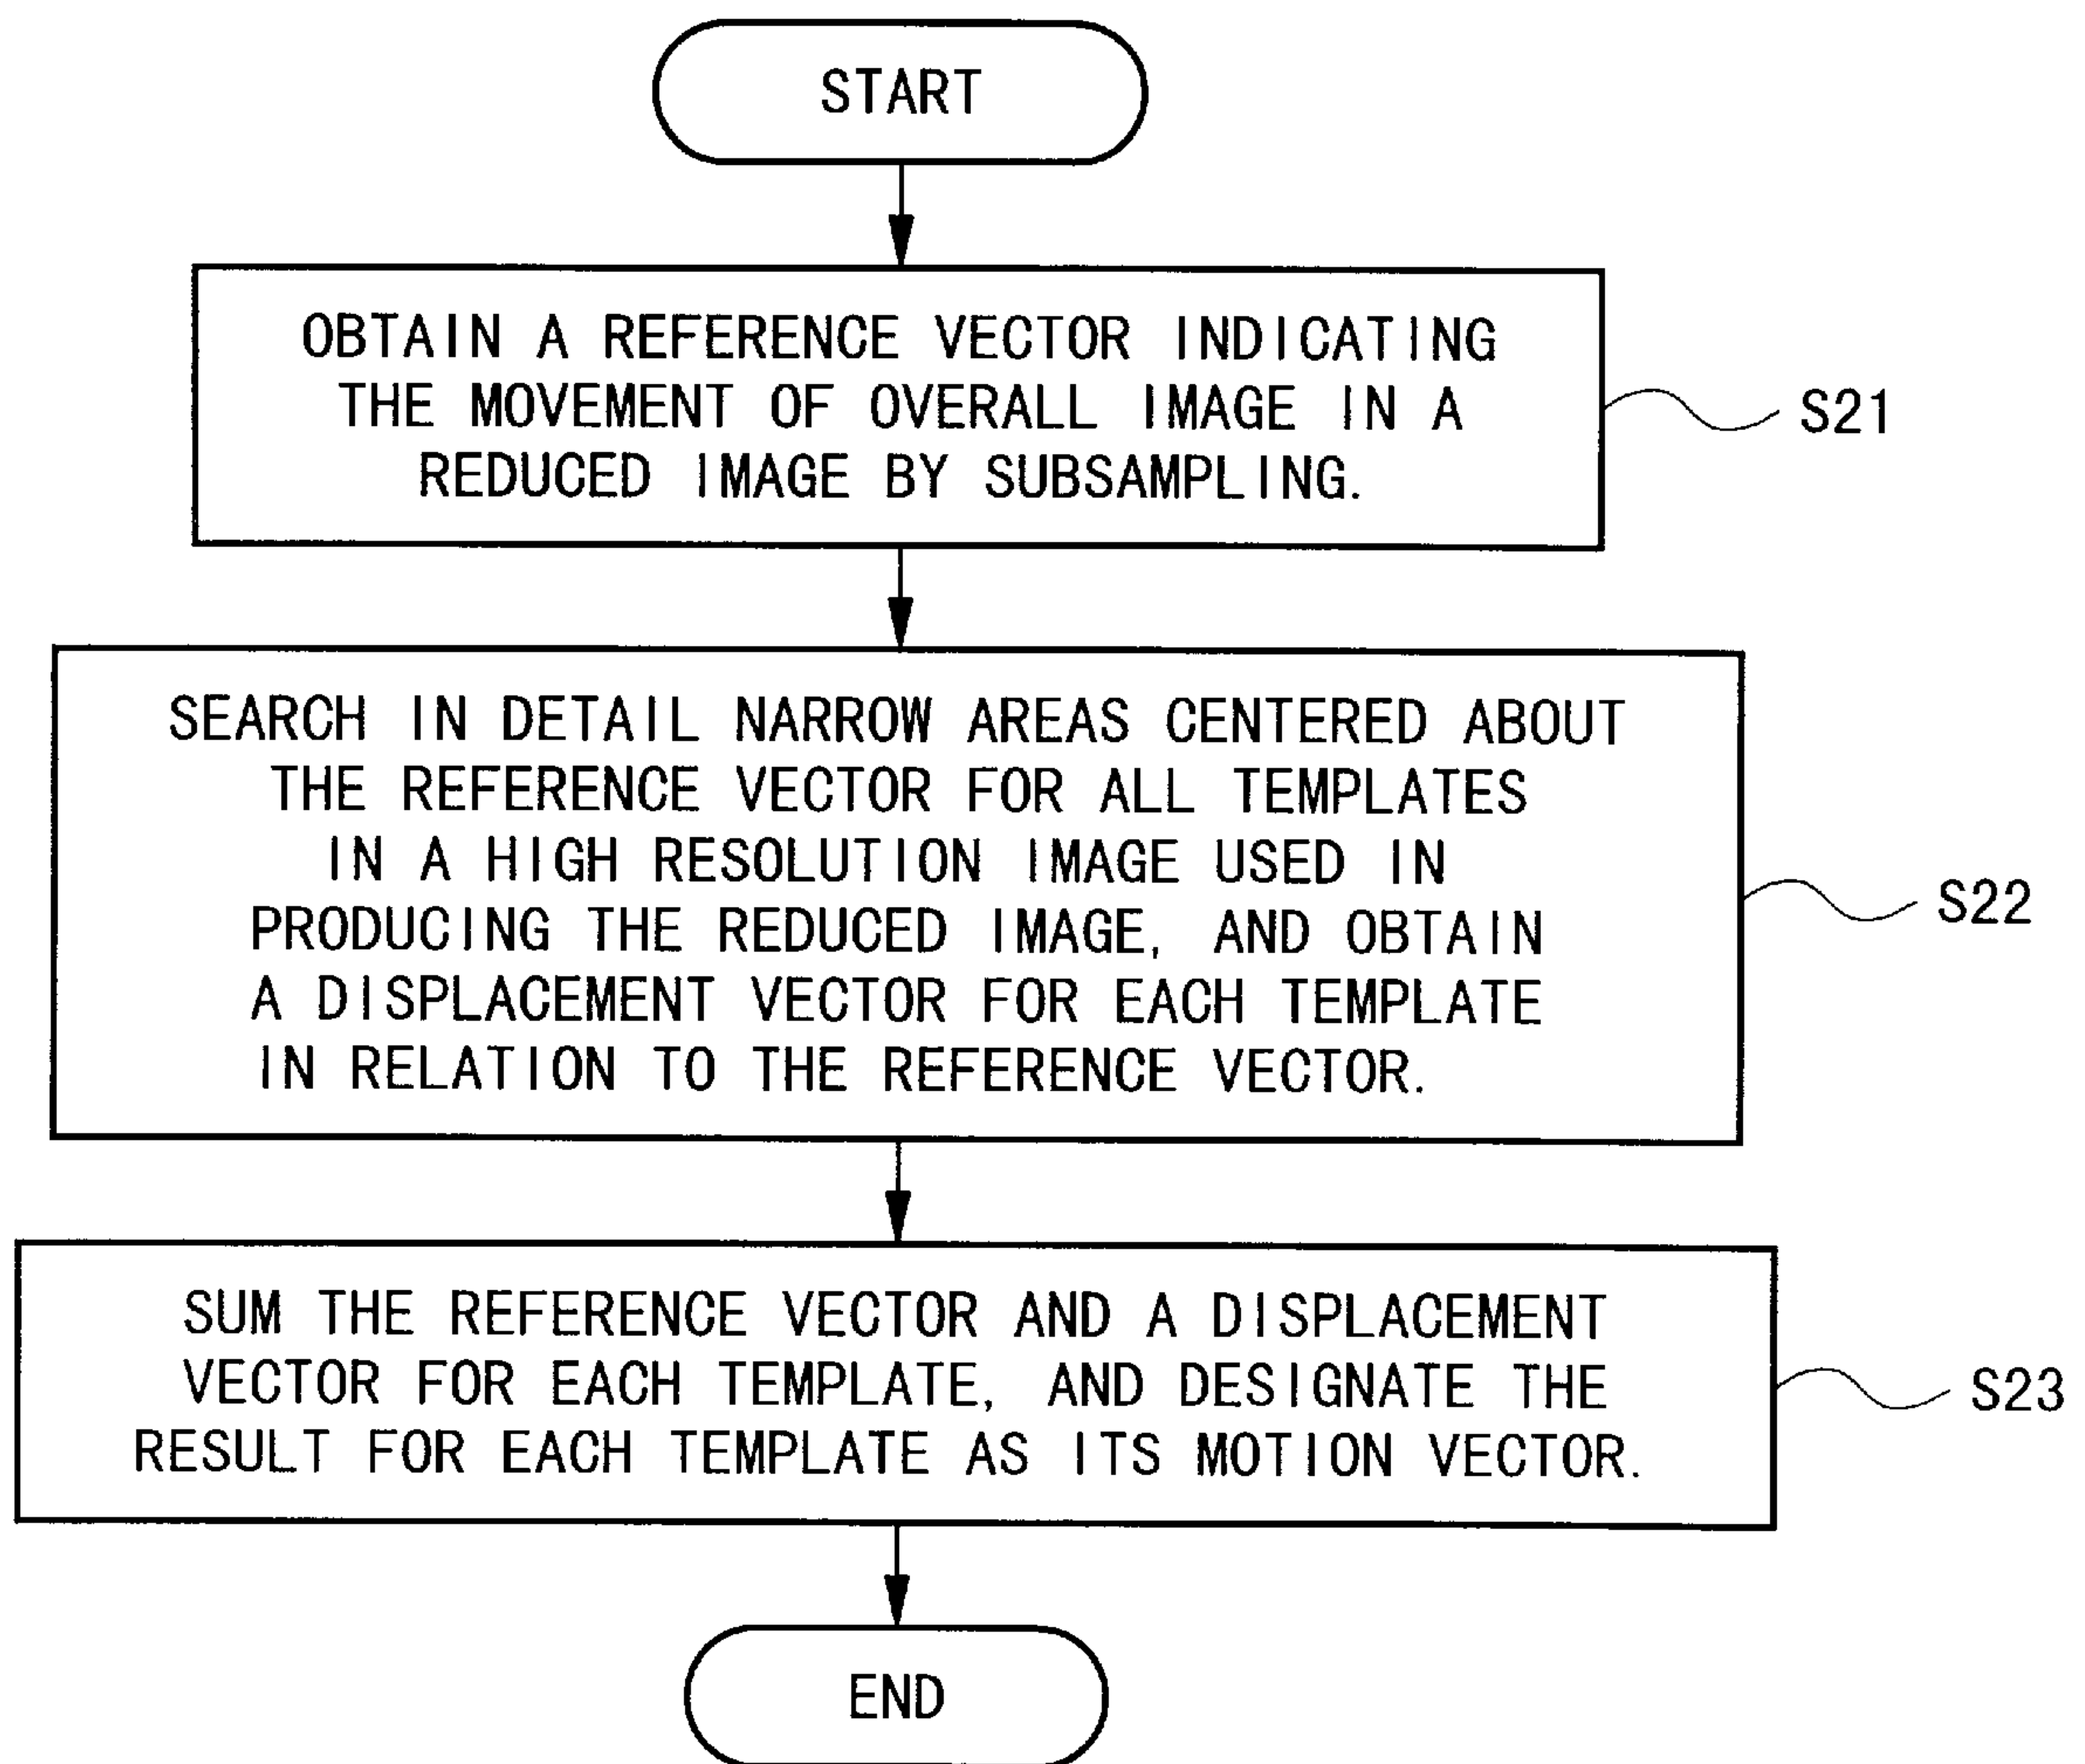 START
OBTAIN A REFERENCE VECTOR INDICATING
THE MOVEMENT OF OVERALL IMAGE IN A
REDUCED IMAGE BY SUBSAMPLING.
S21
SEARCH IN DETAIL NARROW AREAS CENTERED ABOUT
THE REFERENCE VECTOR FOR ALL TEMPLATES
IN A HIGH RESOLUTION IMAGE USED IN
PRODUCING THE REDUCED IMAGE, AND OBTAIN
A DISPLACEMENT VECTOR FOR EACH TEMPLATE
IN RELATION TO THE REFERENCE VECTOR.
S22
SUM THE REFERENCE VECTOR AND A DISPLACEMENT
VECTOR FOR EACH TEMPLATE, AND DESIGNATE THE
RESULT FOR EACH TEMPLATE AS ITS MOTION VECTOR.
S23
END